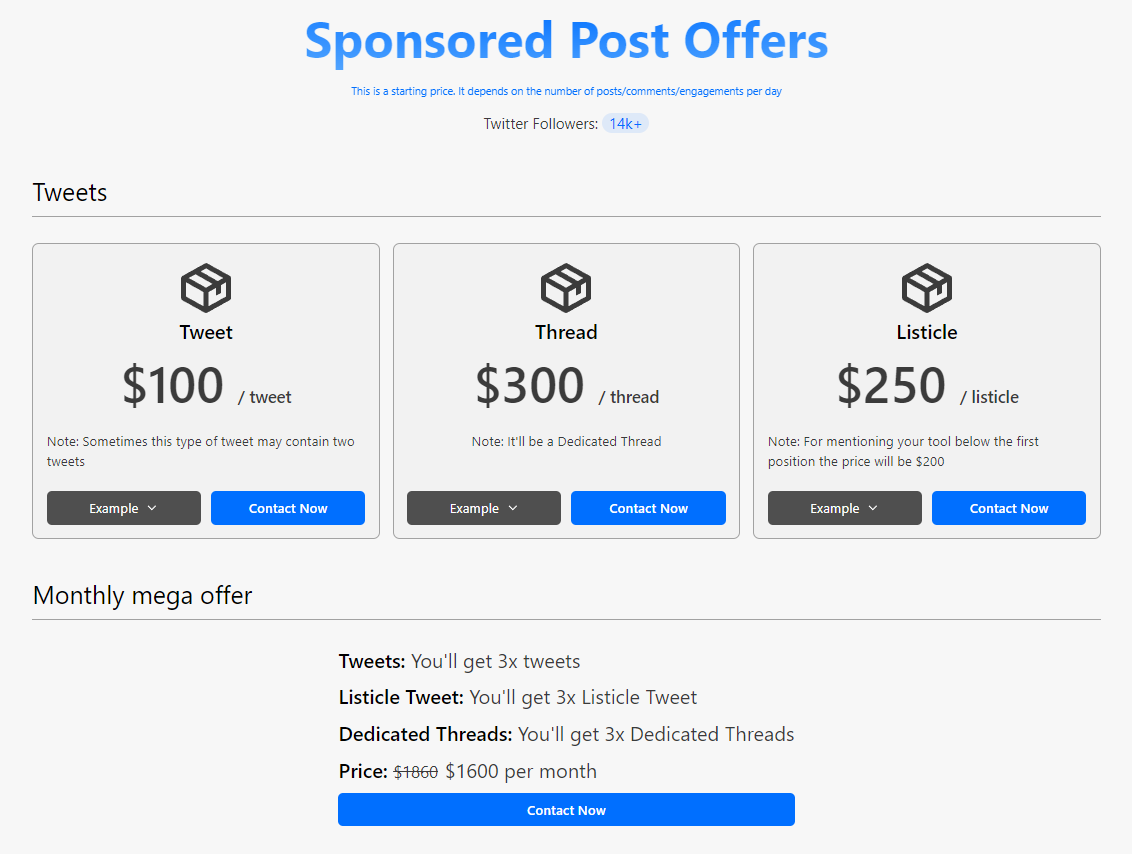 Sponsored Post Offers
This is a starting price. It depends on the number of posts/comments/engagements per day
Twitter Followers: 14k+
Tweets
Tweet
$100 / tweet
Note: Sometimes this type of tweet may contain two
tweets
Example
Contact Now
Thread
$300 / thread
Note: It'll be a Dedicated Thread
Example
Contact Now
Listicle
$250 / listicle
Note: For mentioning your tool below the first
position the price will be $200
Example
Contact Now
Monthly mega offer
Tweets: You'll get 3x tweets
Listicle Tweet: You'll get 3x Listicle Tweet
Dedicated Threads: You'll get 3x Dedicated Threads
Price: $1860 $1600 per month
Contact Now